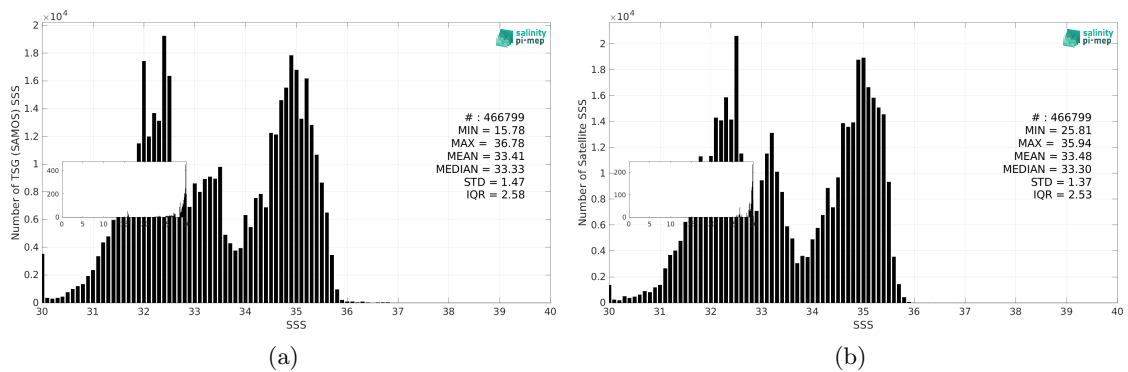 ×10⁴
2
1.8
1.6
1.4
1.2
1
0.8
0.6
0.4
0.2
0
Number of TSG (SAMOS) SSS
salinity
pi-mep
# : 466799
MIN = 15.78
MAX = 36.78
MEAN = 33.41
MEDIAN = 33.33
STD = 1.47
IQR = 2.58
400
200
0
0 5 10 15 20 25
30 31 32 33 34 35 36 37 38 39 40
SSS
(a)
×10⁴
2
1.8
1.6
1.4
1.2
1
0.8
0.6
0.4
0.2
0
Number of Satellite SSS
salinity
pi-mep
# : 466799
MIN = 25.81
MAX = 35.94
MEAN = 33.48
MEDIAN = 33.30
STD = 1.37
IQR = 2.53
200
100
0
0 5 10 15 20 25
30 31 32 33 34 35 36 37 38 39 40
SSS
(b)